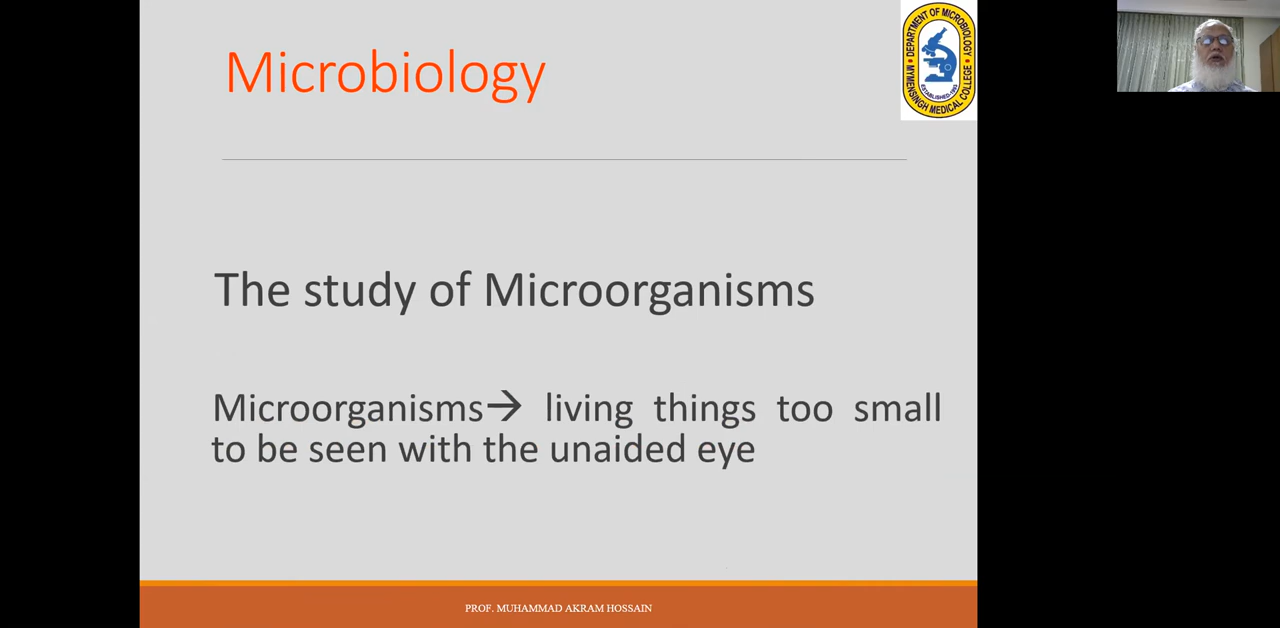 Microbiology
DEPARTMENT OF MICROBIOLOGY
MYMENSINGH MEDICAL COLLEGE
The study of Microorganisms
Microorganisms→ living things too small
to be seen with the unaided eye
PROF. MUHAMMAD AKRAM HOSSAIN